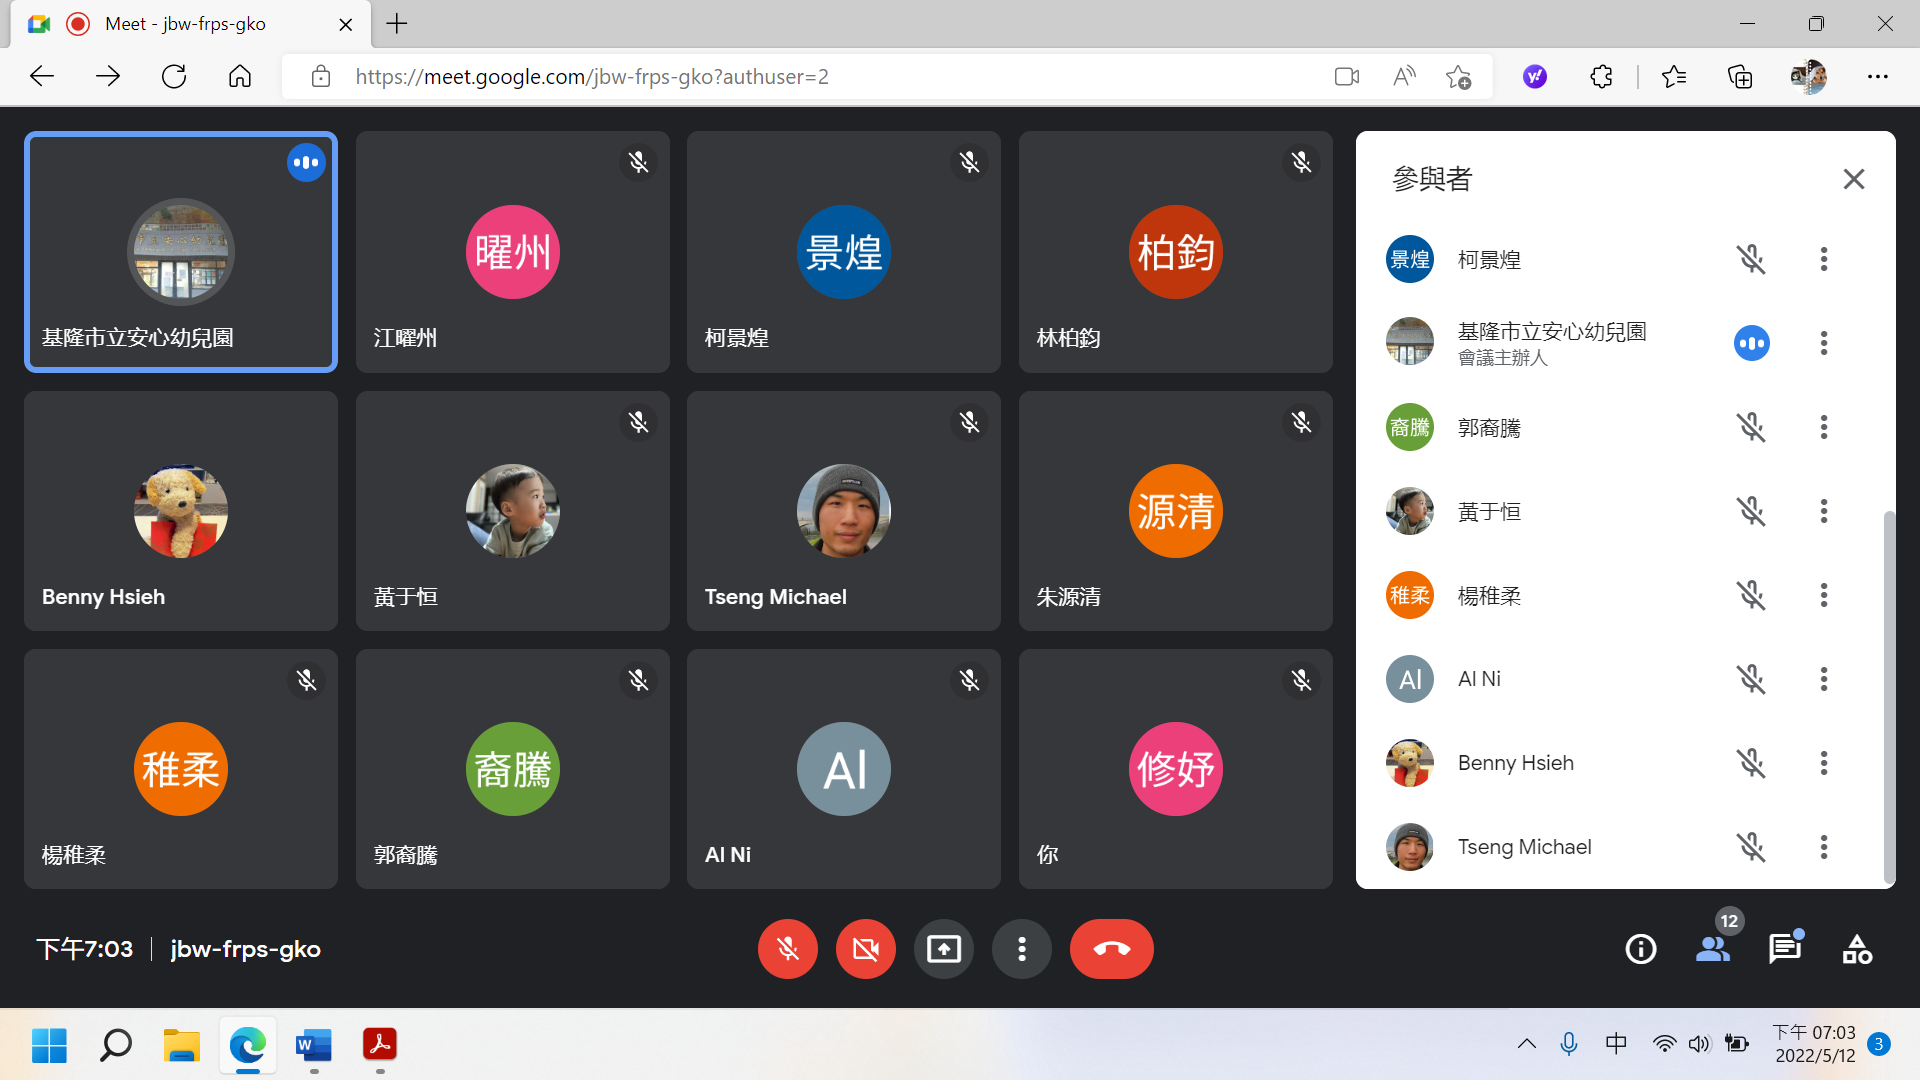 Meet - jbw-frps-gko
https://meet.google.com/jbw-frps-gko?authuser=2
基隆市立安心幼兒園
曜州
江曜州
景煌
柯景煌
柏鈞
林柏鈞
Benny Hsieh
黃于恒
Tseng Michael
源清
朱源清
稚柔
楊稚柔
裔騰
郭裔騰
Al
Al Ni
修妤
你
參與者
景煌 柯景煌
基隆市立安心幼兒園
會議主辦人
裔騰 郭裔騰
黃于恒
稚柔 楊稚柔
Al Al Ni
Benny Hsieh
Tseng Michael
下午7:03 | jbw-frps-gko
12
中
下午 07:03
2022/5/12
3